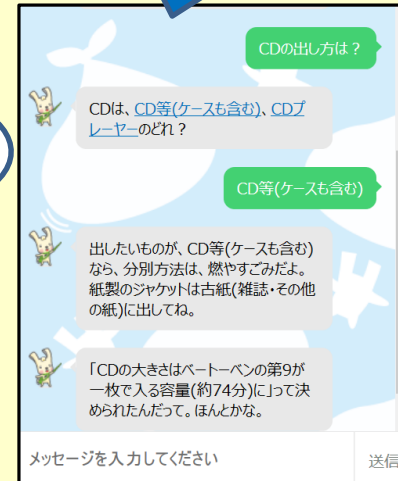 CDの出し方は？
CDは、CD等(ケースも含む)、CDプ
レーヤーのどれ？
CD等(ケースも含む)
出したいものが、CD等(ケースも含む)
なら、分別方法は、燃やすごみだよ。
紙製のジャケットは古紙(雑誌・その他
の紙)に出してね。
「CDの大きさはベートーベンの第9が
一枚で入る容量(約74分)に」って決
められたんだって。ほんとかな。
メッセージを入力してください
送信